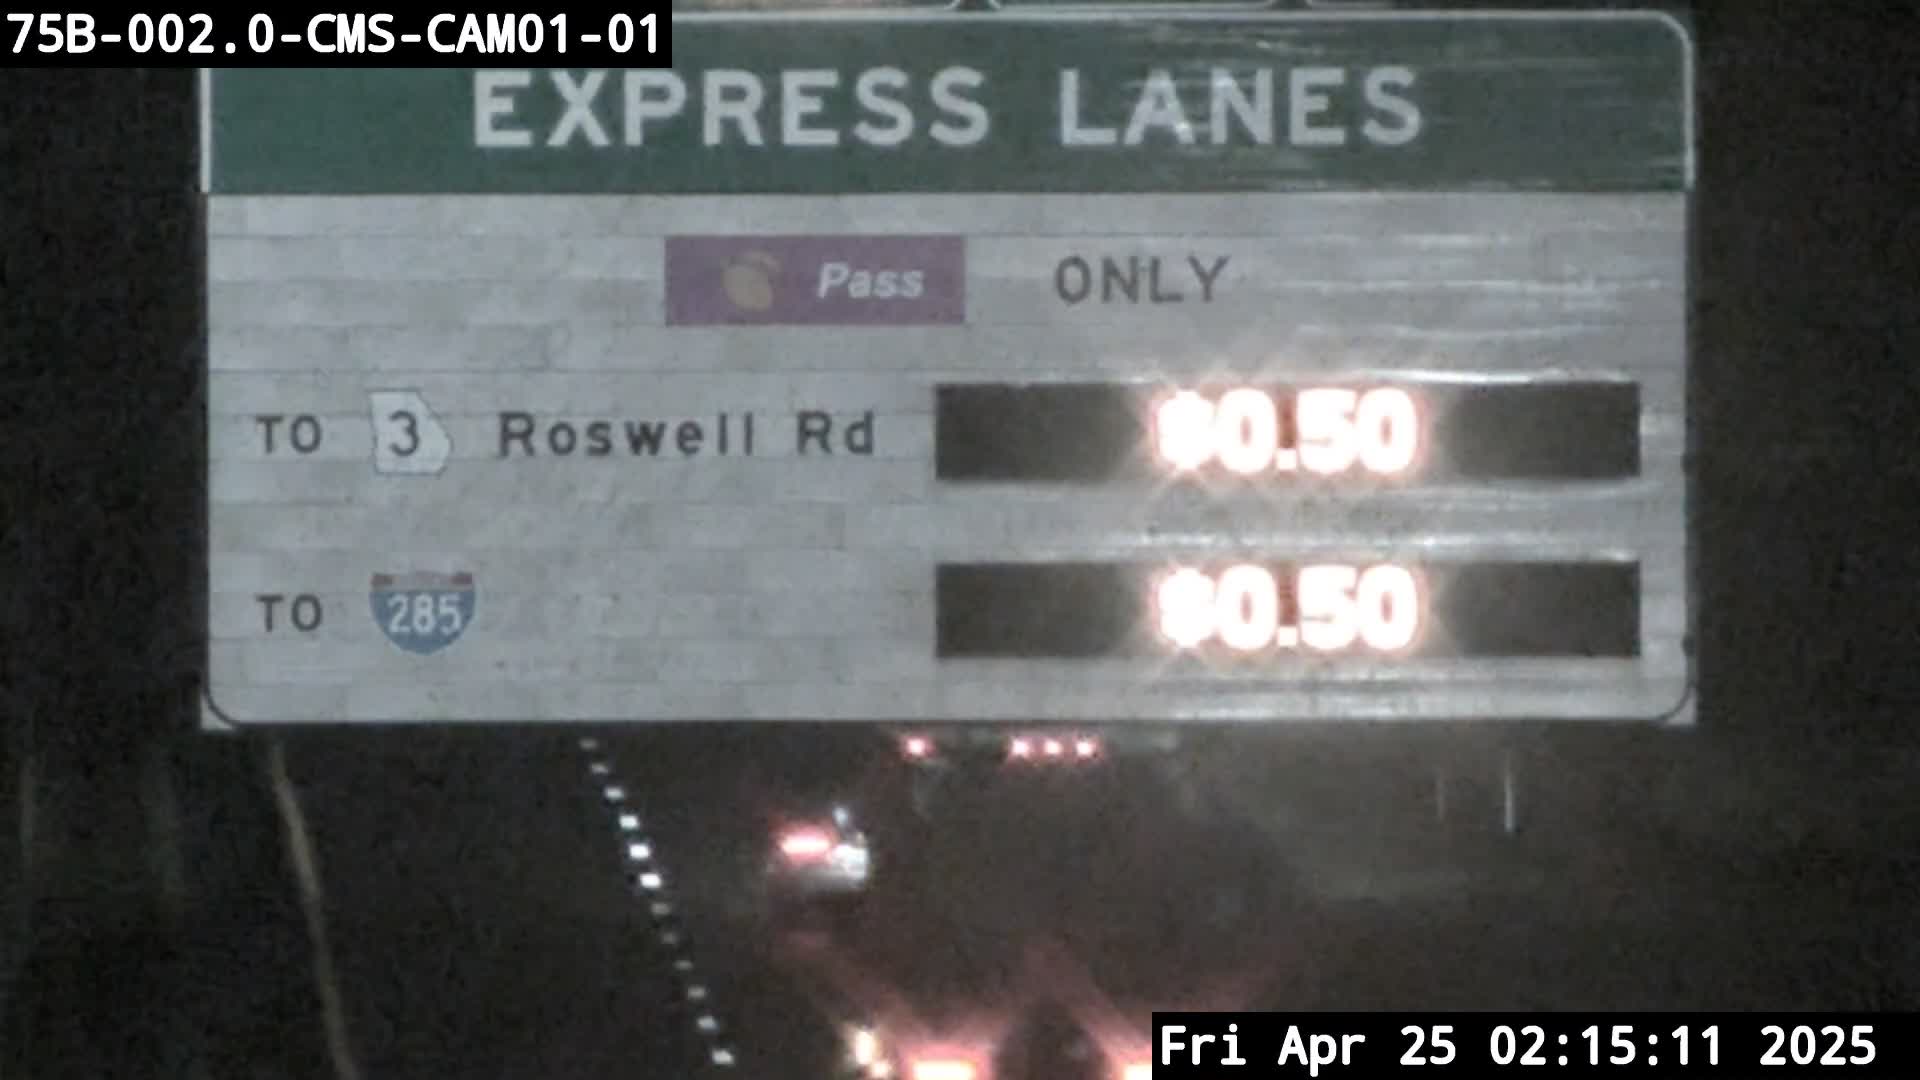 75B-002.0-CMS-CAM01-01
EXPRESS LANES
Pass ONLY
TO 3 Roswell Rd $0.50
TO 285 $0.50
Fri Apr 25 02:15:11 2025